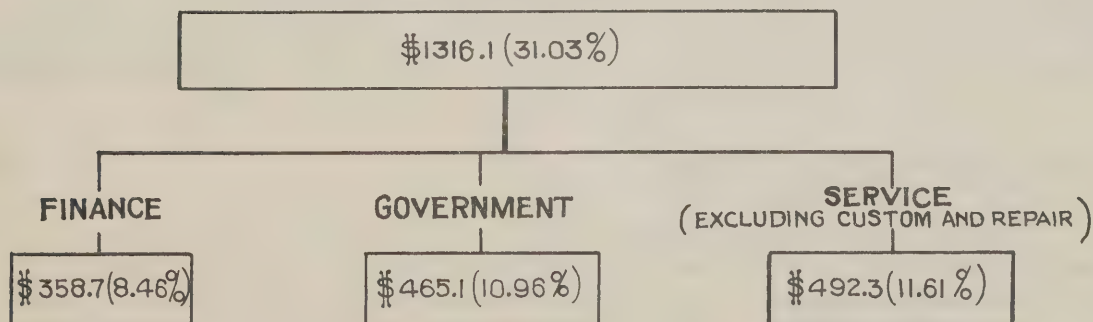 $1316.1 (31.03%)
FINANCE
GOVERNMENT
SERVICE
(EXCLUDING CUSTOM AND REPAIR)
$358.7(8.46%)
$465.1(10.96%)
$492.3(11.61%)